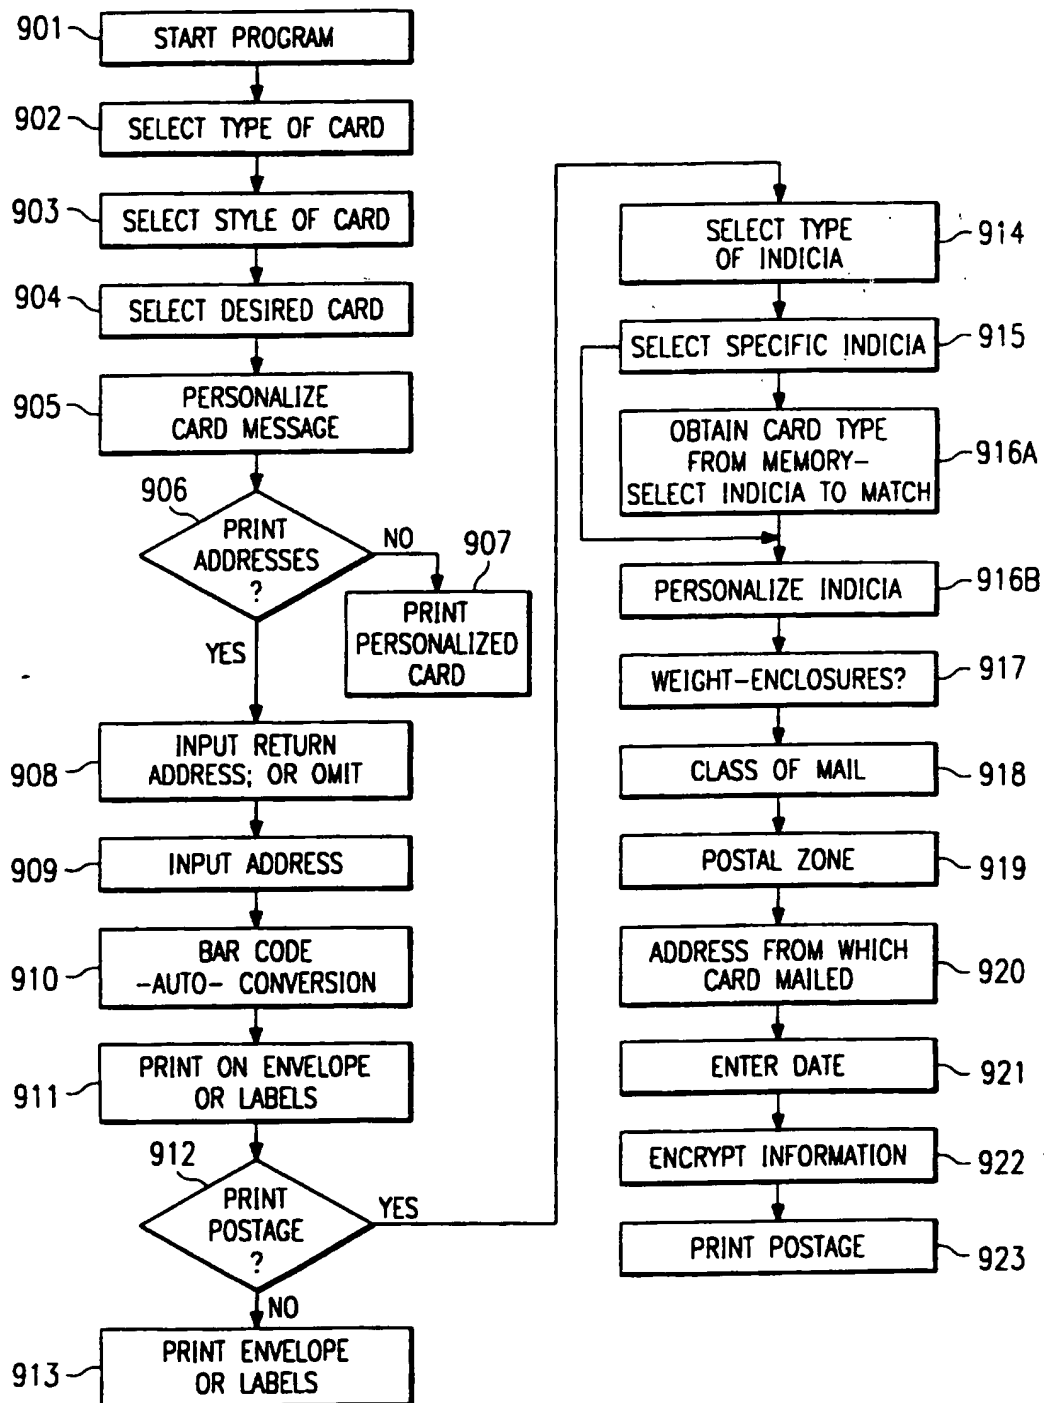 901
START PROGRAM
902
SELECT TYPE OF CARD
903
SELECT STYLE OF CARD
904
SELECT DESIRED CARD
905
PERSONALIZE
CARD MESSAGE
906
PRINT
ADDRESSES
?
NO
907
PRINT
PERSONALIZED
CARD
YES
908
INPUT RETURN
ADDRESS; OR OMIT
909
INPUT ADDRESS
910
BAR CODE
-AUTO- CONVERSION
911
PRINT ON ENVELOPE
OR LABELS
912
PRINT
POSTAGE
?
YES
NO
913
PRINT ENVELOPE
OR LABELS
SELECT TYPE
OF INDICIA
914
SELECT SPECIFIC INDICIA
915
OBTAIN CARD TYPE
FROM MEMORY-
SELECT INDICIA TO MATCH
916A
PERSONALIZE INDICIA
916B
WEIGHT-ENCLOSURES?
917
CLASS OF MAIL
918
POSTAL ZONE
919
ADDRESS FROM WHICH
CARD MAILED
920
ENTER DATE
921
ENCRYPT INFORMATION
922
PRINT POSTAGE
923